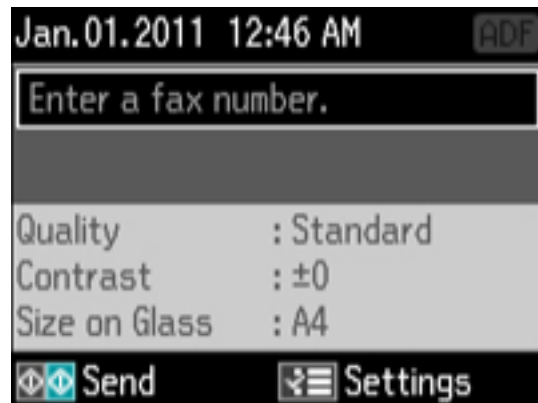 Jan.01.2011 12:46 AM ADF
Enter a fax number.
Quality : Standard
Contrast : ±0
Size on Glass : A4
Send Settings